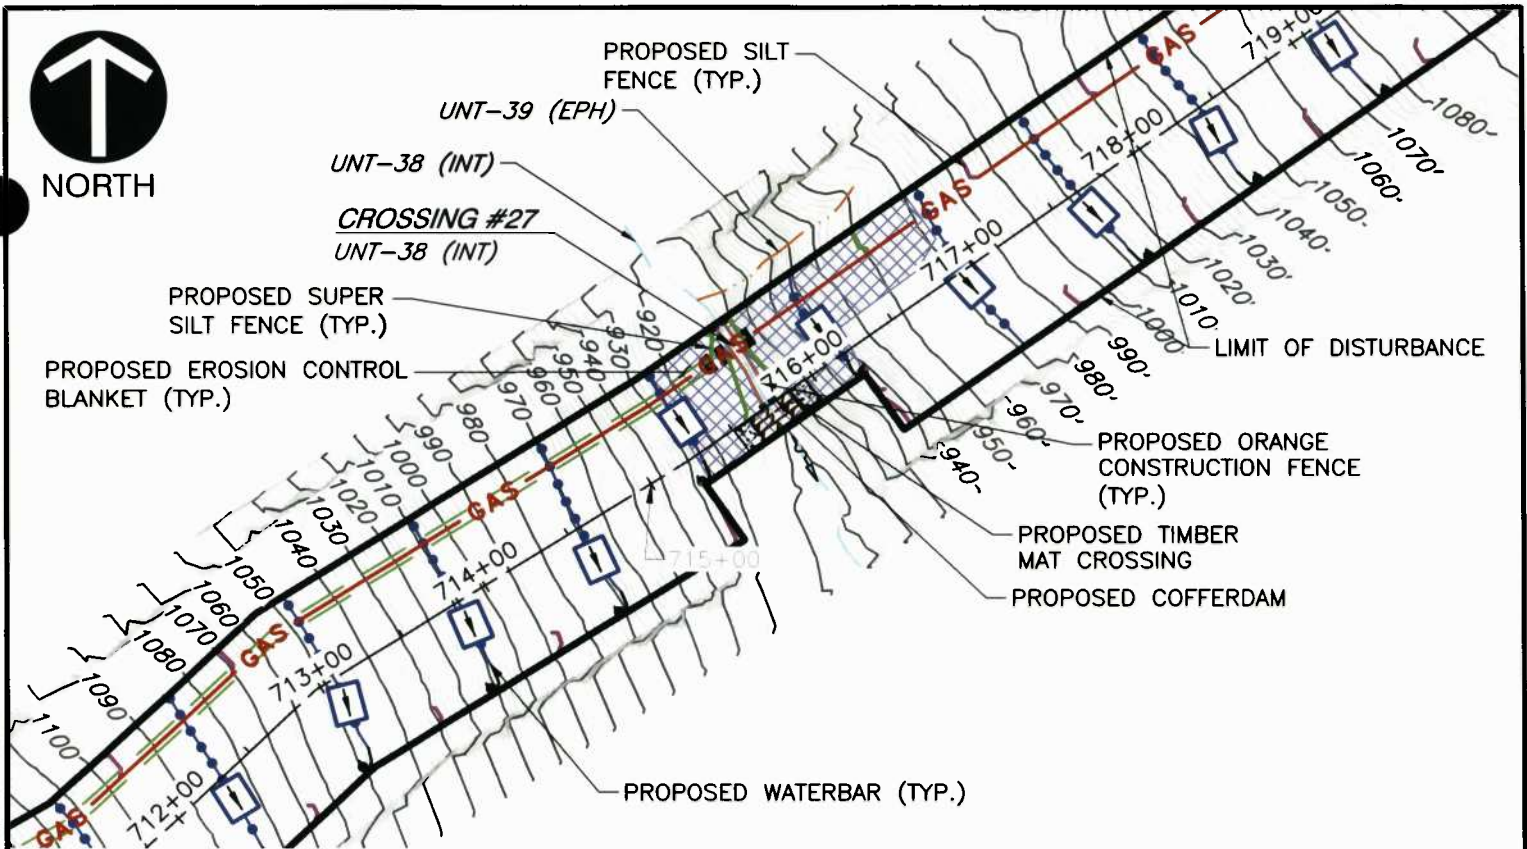 NORTH
PROPOSED SILT
FENCE (TYP.)
UNT-39 (EPH)
UNT-38 (INT)
CROSSING #27
UNT-38 (INT)
PROPOSED SUPER
SILT FENCE (TYP.)
PROPOSED EROSION CONTROL
BLANKET (TYP.)
LIMIT OF DISTURBANCE
PROPOSED ORANGE
CONSTRUCTION FENCE
(TYP.)
PROPOSED TIMBER
MAT CROSSING
PROPOSED COFFERDAM
PROPOSED WATERBAR (TYP.)
GAS
GAS
GAS
GAS
GAS
GAS
712+00
713+00
714+00
715+00
716+00
717+00
718+00
719+00
1100
1090
1080
1070
1060
1050
1040
1030
1020
1010
1000
990
980
970
960
950
940
930
920
940-
950-
960-
970'
980'
990'
1000
1010
1020'
1030'
1040-
1050-
1060-
1070'
1080-